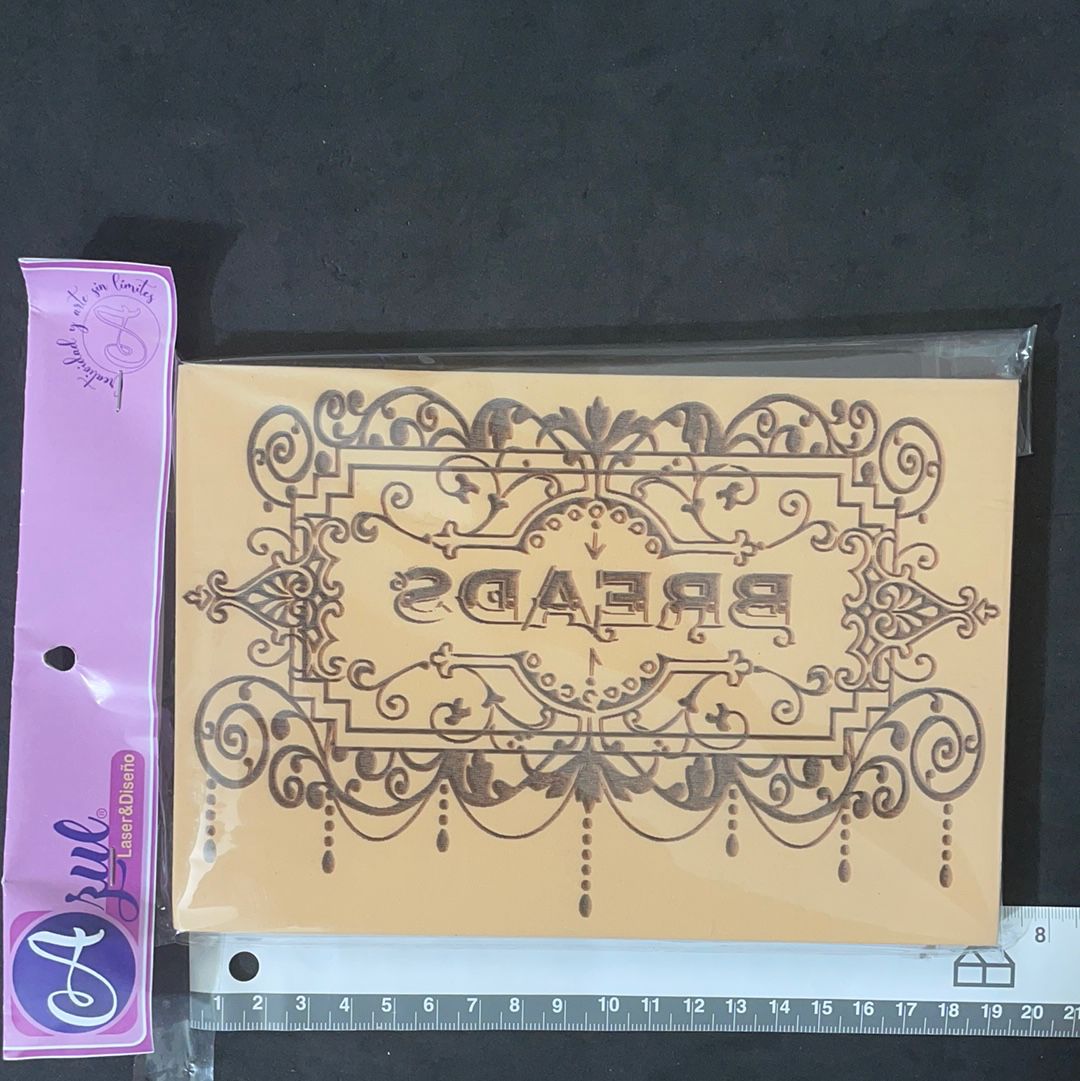 Creatividad y arte sin límites
A
Azul®
Laser&Diseño
A
BREADS
8
1 2 3 4 5 6 7 8 9 10 11 12 13 14 15 16 17 18 19 20 21